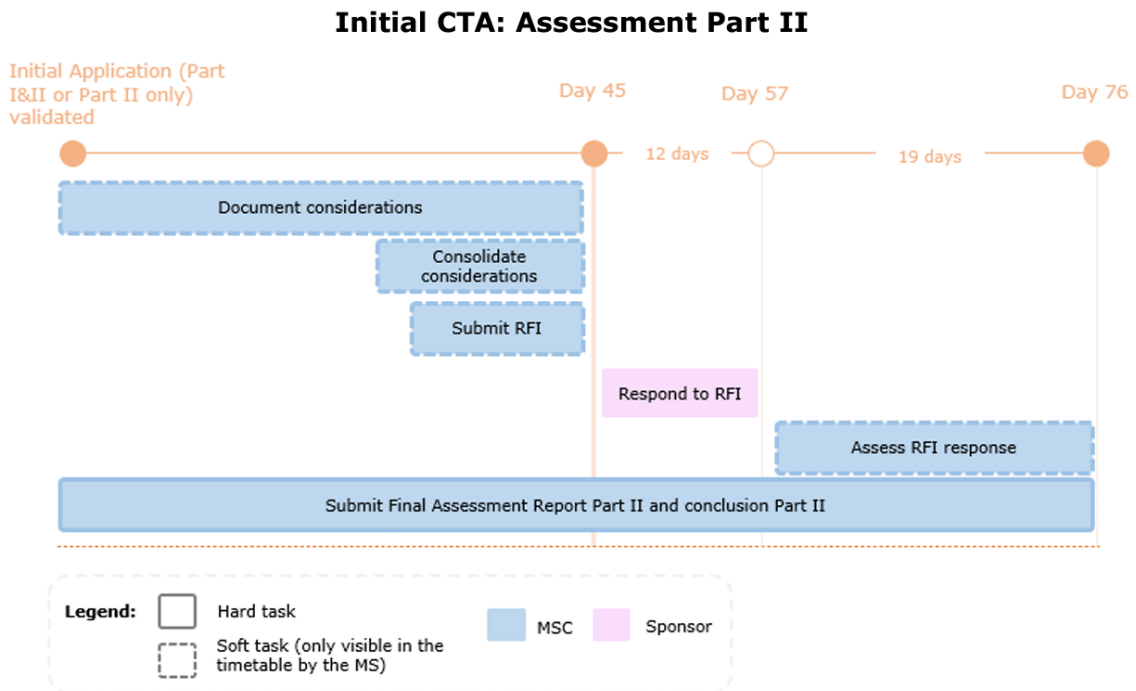 Initial CTA: Assessment Part II
Initial Application (Part
I&II or Part II only)
validated
Day 45
Day 57
Day 76
12 days
19 days
Document considerations
Consolidate
considerations
Submit RFI
Respond to RFI
Assess RFI response
Submit Final Assessment Report Part II and conclusion Part II
Legend:
Hard task
Soft task (only visible in the
timetable by the MS)
MSC
Sponsor